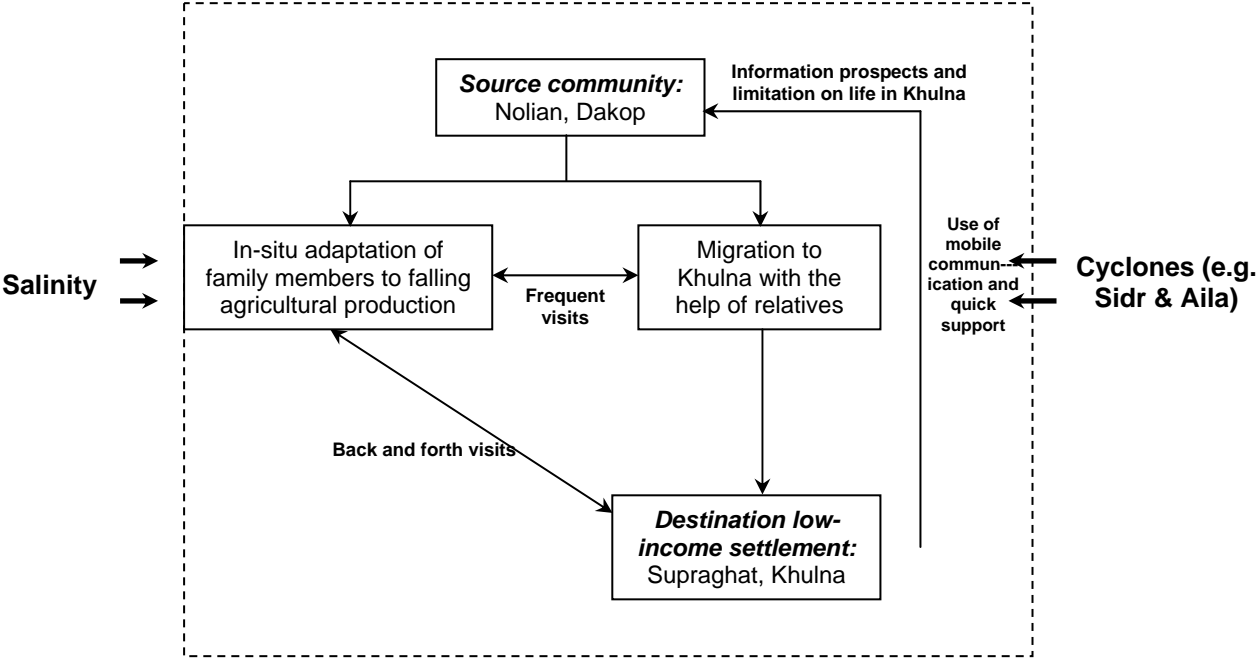 Source community:
Nolian, Dakop
Information prospects and
limitation on life in Khulna
Salinity
In-situ adaptation of
family members to falling
agricultural production
Frequent
visits
Migration to
Khulna with the
help of relatives
Use of
mobile
commun---
ication and
quick
support
Cyclones (e.g.
Sidr & Aila)
Back and forth visits
Destination low-
income settlement:
Supraghat, Khulna